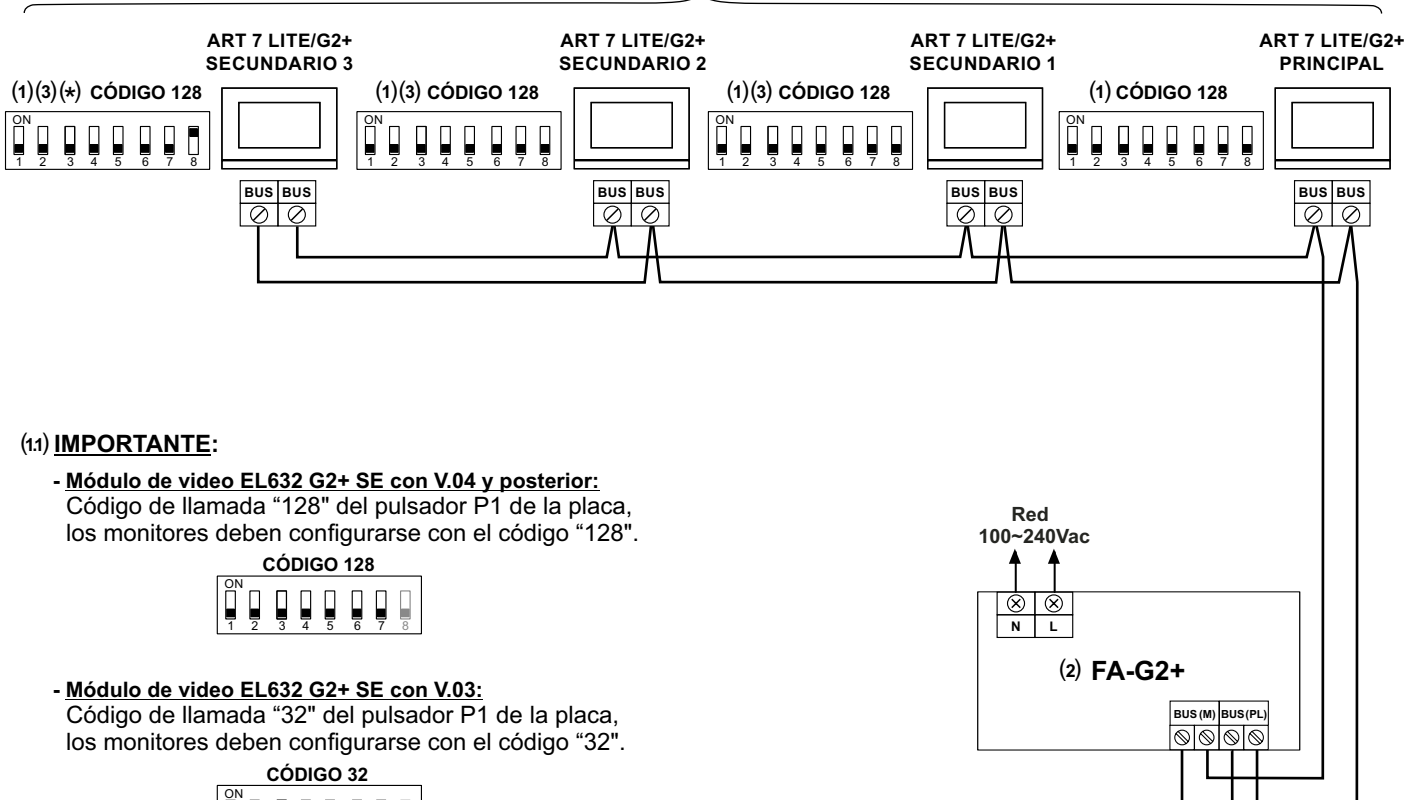 ART 7 LITE/G2+
SECUNDARIO 3
ART 7 LITE/G2+
SECUNDARIO 2
ART 7 LITE/G2+
SECUNDARIO 1
ART 7 LITE/G2+
PRINCIPAL
(1)(3)(*) CÓDIGO 128
(1)(3) CÓDIGO 128
(1)(3) CÓDIGO 128
(1) CÓDIGO 128
ON
1 2 3 4 5 6 7 8
ON
1 2 3 4 5 6 7 8
ON
1 2 3 4 5 6 7 8
ON
1 2 3 4 5 6 7 8
BUS BUS
BUS BUS
BUS BUS
BUS BUS
(1.1) IMPORTANTE:
- Módulo de video EL632 G2+ SE con V.04 y posterior:
Código de llamada “128" del pulsador P1 de la placa,
los monitores deben configurarse con el código “128".
CÓDIGO 128
ON
1 2 3 4 5 6 7 8
- Módulo de video EL632 G2+ SE con V.03:
Código de llamada “32" del pulsador P1 de la placa,
los monitores deben configurarse con el código “32".
CÓDIGO 32
ON
Red
100~240Vac
N L
(2) FA-G2+
BUS (M) BUS (PL)